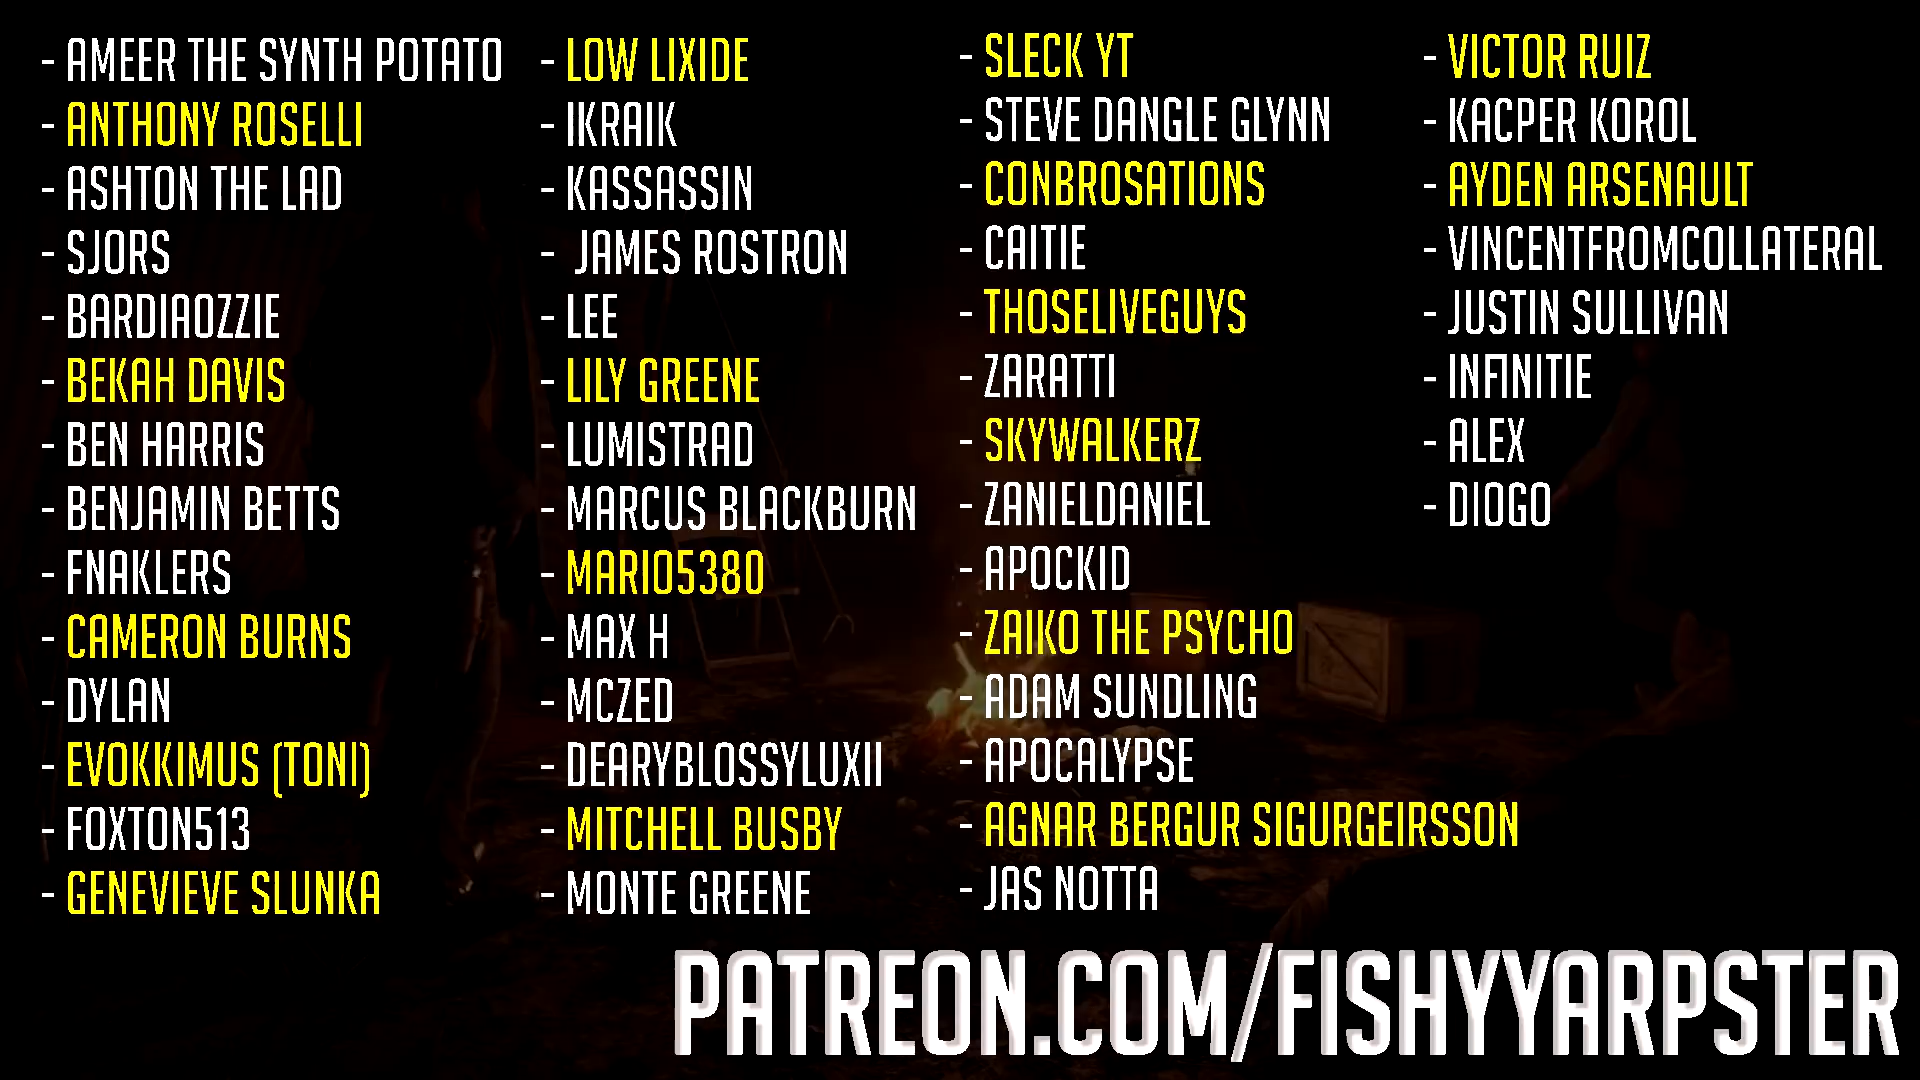 - AMEER THE SYNTH POTATO
- ANTHONY ROSELLI
- ASHTON THE LAD
- SJORS
- BARDIAOZZIE
- BEKAH DAVIS
- BEN HARRIS
- BENJAMIN BETTS
- FNAKLERS
- CAMERON BURNS
- DYLAN
- EVOKKIMUS (TONI)
- FOXTON513
- GENEVIEVE SLUNKA
- LOW LIXIDE
- IKRAIK
- KASSASSIN
- JAMES ROSTRON
- LEE
- LILY GREENE
- LUMISTRAD
- MARCUS BLACKBURN
- MARIO5380
- MAX H
- MCZED
- DEARYBLOSSYLUXII
- MITCHELL BUSBY
- MONTE GREENE
- SLECK YT
- STEVE DANGLE GLYNN
- CONBROSATIONS
- CAITIE
- THOSELIVEGUYS
- ZARATTI
- SKYWALKERZ
- ZANIELDANIEL
- APOCKID
- ZAIKO THE PSYCHO
- ADAM SUNDLING
- APOCALYPSE
- AGNAR BERGUR SIGURGEIRSSON
- JAS NOTTA
- VICTOR RUIZ
- KACPER KOROL
- AYDEN ARSENAULT
- VINCENTFROMCOLLATERAL
- JUSTIN SULLIVAN
- INFINITIE
- ALEX
- DIOGO
PATREON.COM/FISHYYARPSTER